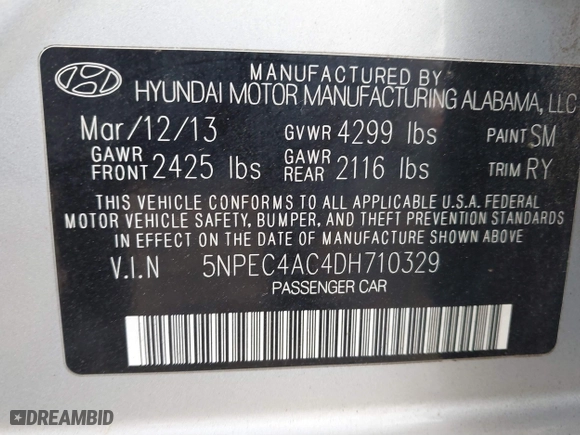 MANUFACTURED BY
HYUNDAI MOTOR MANUFACTURING ALABAMA, LLC
Mar/12/13 GVWR 4299 lbs PAINT SM
GAWR FRONT 2425 lbs GAWR REAR 2116 lbs TRIM RY
THIS VEHICLE CONFORMS TO ALL APPLICABLE U.S.A. FEDERAL
MOTOR VEHICLE SAFETY, BUMPER, AND THEFT PREVENTION STANDARDS
IN EFFECT ON THE DATE OF MANUFACTURE SHOWN ABOVE.
V.I.N 5NPEC4AC4DH710329
PASSENGER CAR
DREAMBID